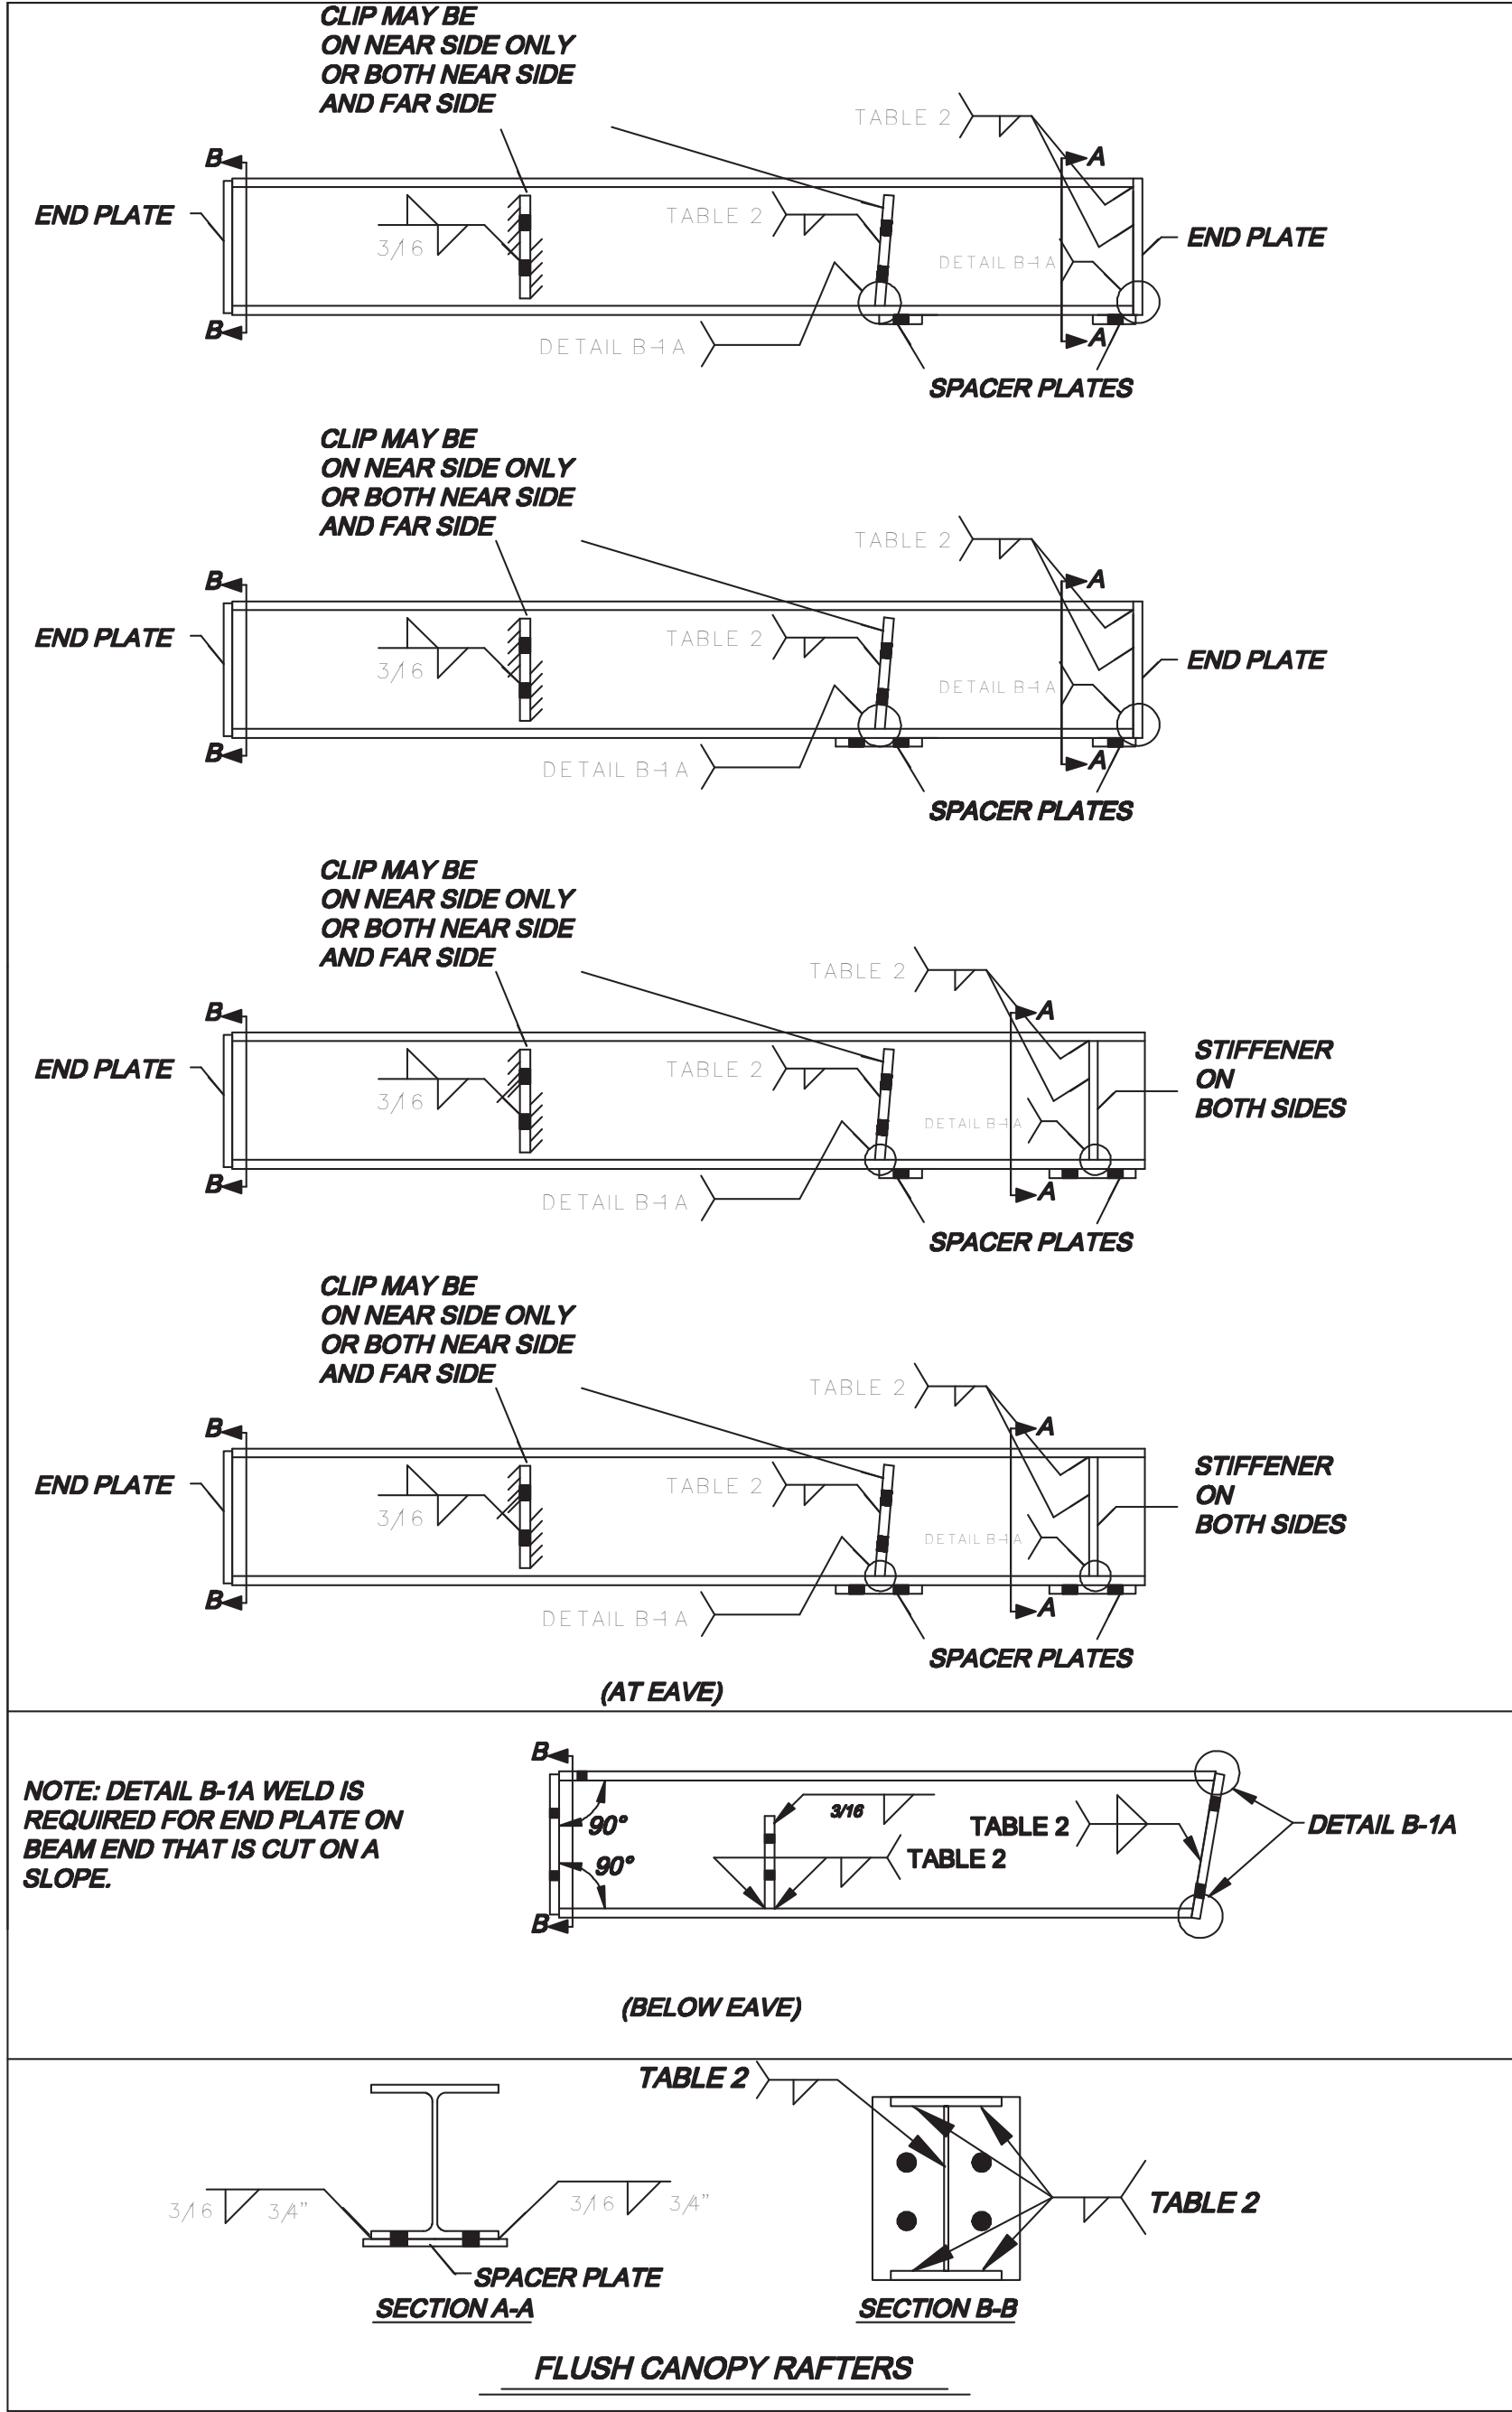 CLIP MAY BE
ON NEAR SIDE ONLY
OR BOTH NEAR SIDE
AND FAR SIDE
TABLE 2
B
A
END PLATE
TABLE 2
3/16
END PLATE
DETAIL B-1A
B
A
DETAIL B-1A
SPACER PLATES
CLIP MAY BE
ON NEAR SIDE ONLY
OR BOTH NEAR SIDE
AND FAR SIDE
TABLE 2
B
A
END PLATE
TABLE 2
3/16
END PLATE
DETAIL B-1A
B
A
DETAIL B-1A
SPACER PLATES
CLIP MAY BE
ON NEAR SIDE ONLY
OR BOTH NEAR SIDE
AND FAR SIDE
TABLE 2
B
A
END PLATE
TABLE 2
3/16
STIFFENER
ON
BOTH SIDES
DETAIL B-1A
B
A
DETAIL B-1A
SPACER PLATES
CLIP MAY BE
ON NEAR SIDE ONLY
OR BOTH NEAR SIDE
AND FAR SIDE
TABLE 2
B
A
END PLATE
TABLE 2
3/16
STIFFENER
ON
BOTH SIDES
DETAIL B-1A
B
A
DETAIL B-1A
SPACER PLATES
(AT EAVE)
NOTE: DETAIL B-1A WELD IS
REQUIRED FOR END PLATE ON
BEAM END THAT IS CUT ON A
SLOPE.
B
90°
3/16
TABLE 2
DETAIL B-1A
90°
TABLE 2
B
(BELOW EAVE)
TABLE 2
3/16 3/4"
3/16 3/4"
TABLE 2
SPACER PLATE
SECTION A-A
SECTION B-B
FLUSH CANOPY RAFTERS